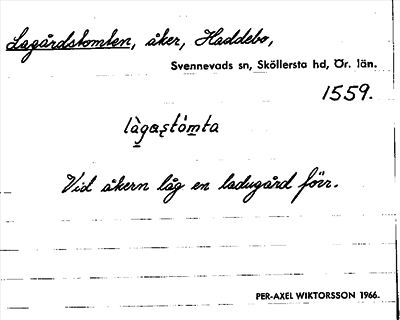 Lagårdstomten, åker, Haddebo,
Svennevads sn, Sköllersta hd, Ör. län.
1559.
làgaştòmta
Vid åkern låg en ladugård förr.
PER-AXEL WIKTORSSON 1966.